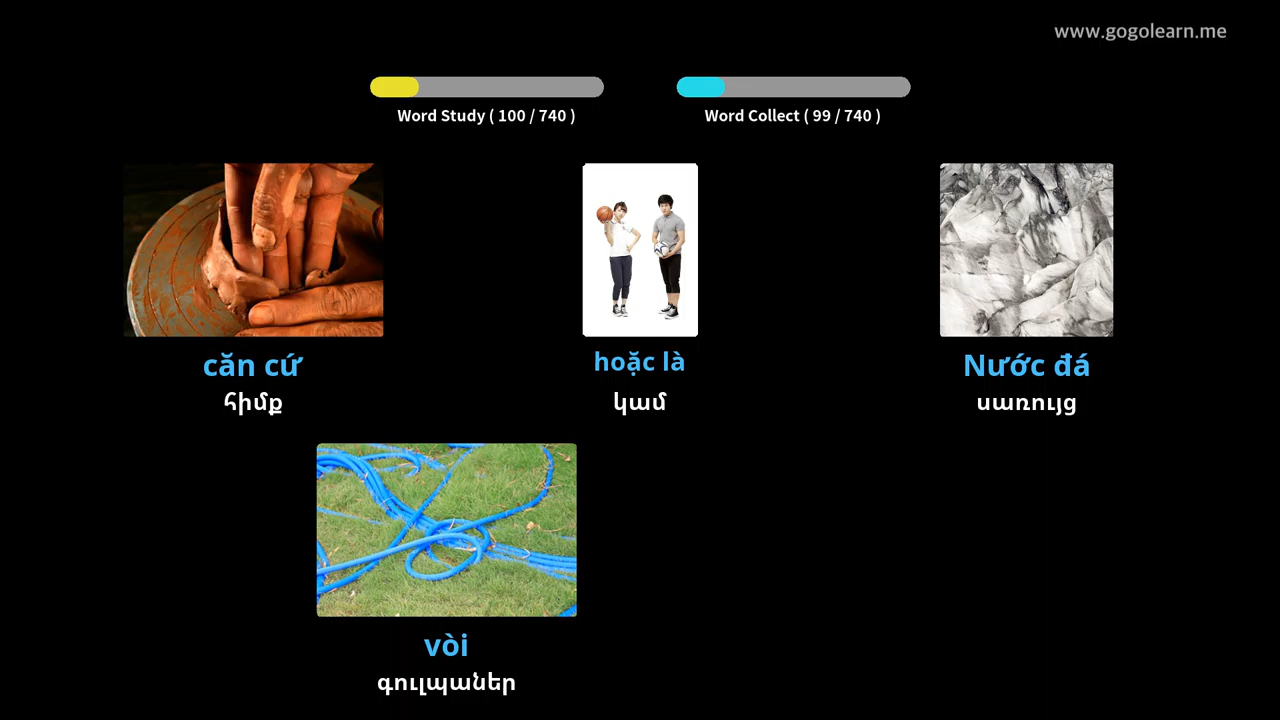 www.gogolearn.me
Word Study ( 100 / 740 )
Word Collect ( 99 / 740 )
căn cứ
հիմք
hoặc là
կամ
Nước đá
սառույց
vòi
գուլպաներ